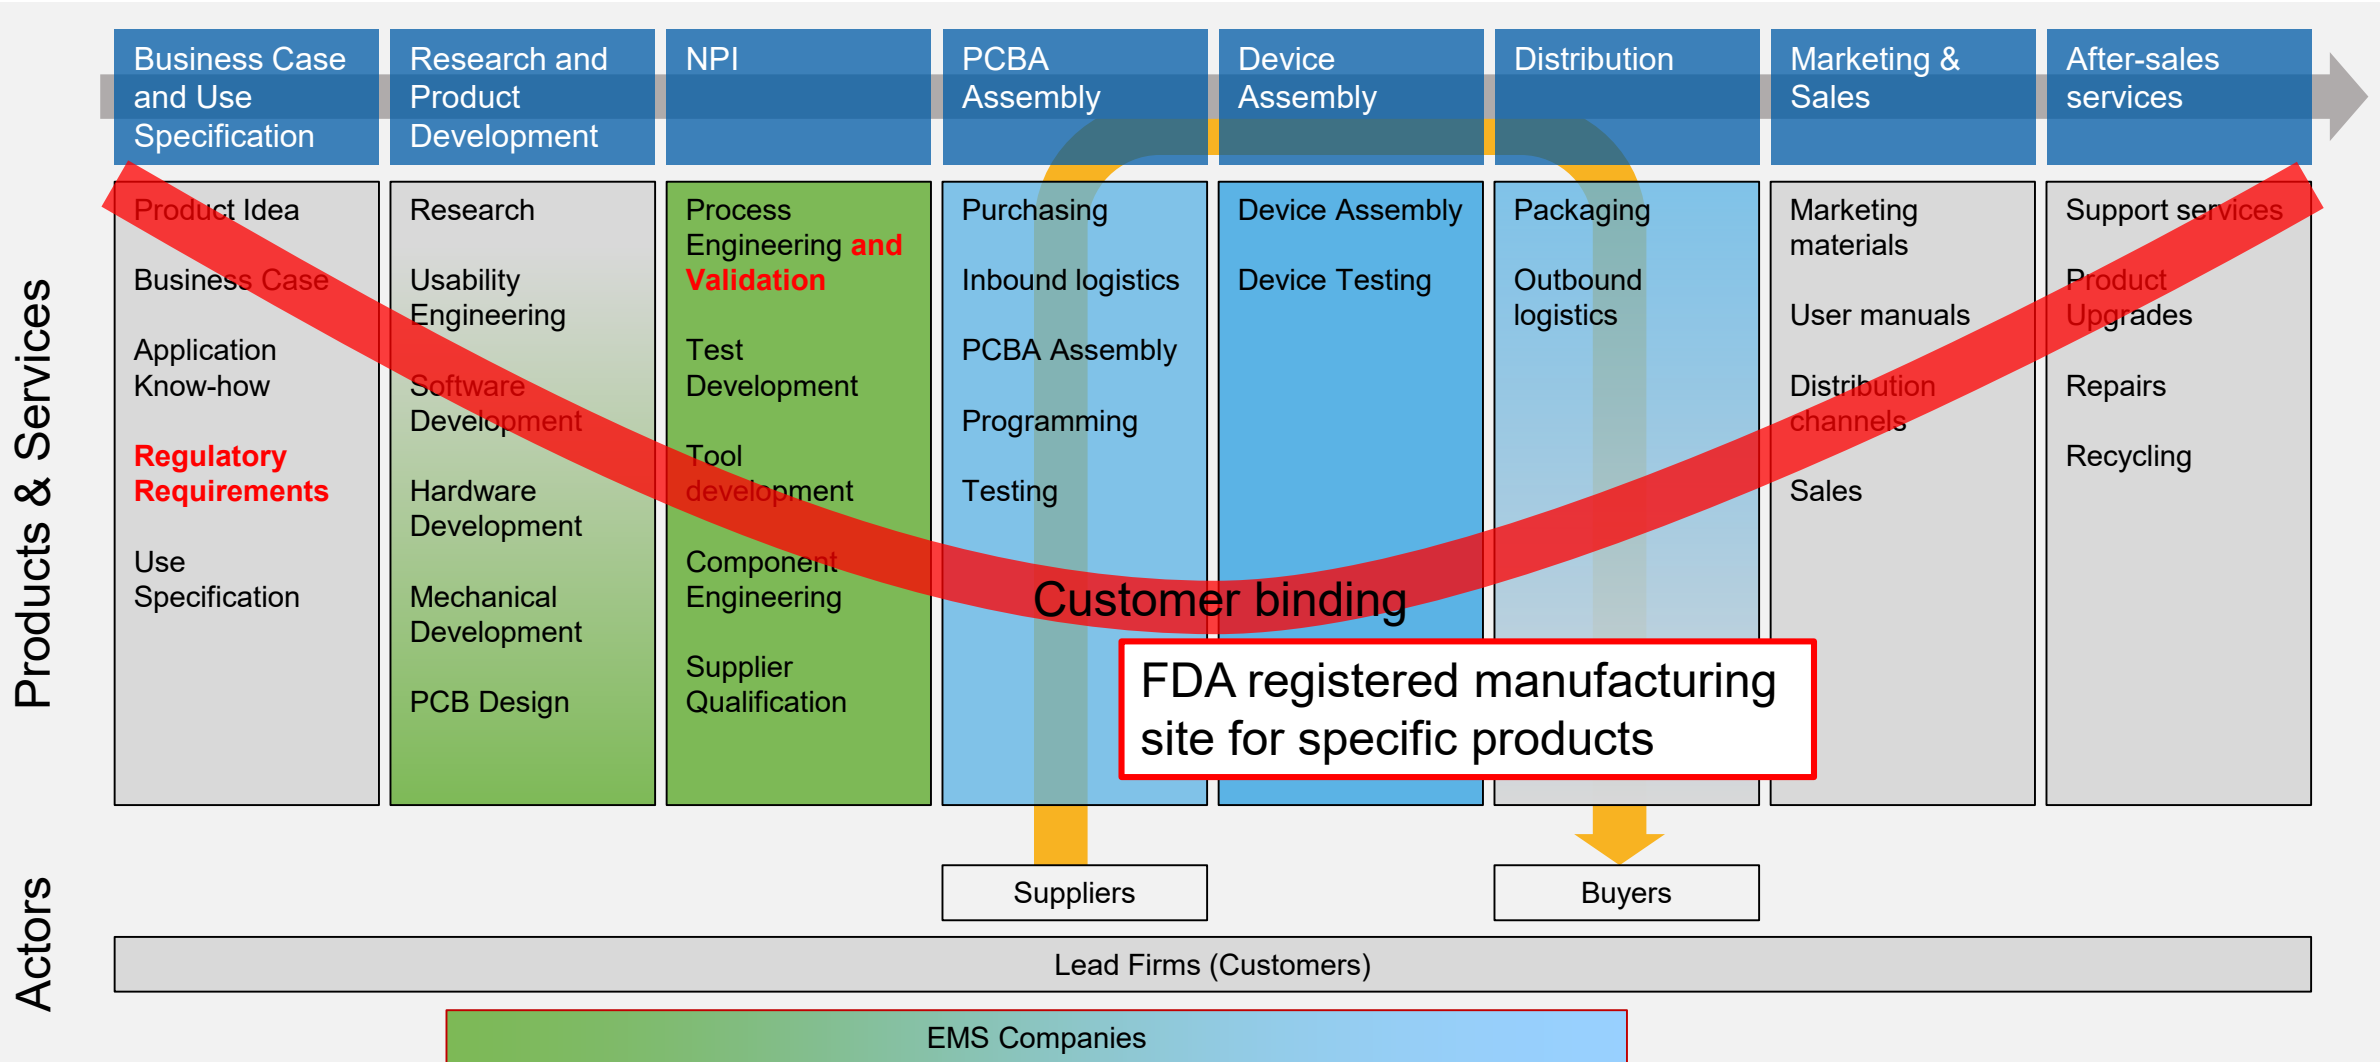 Business Case
and Use
Specification
Research and
Product
Development
NPI
PCBA
Assembly
Device
Assembly
Distribution
Marketing &
Sales
After-sales
services
Products & Services
Product Idea
Business Case
Application
Know-how
Regulatory
Requirements
Use
Specification
Research
Usability
Engineering
Software
Development
Hardware
Development
Mechanical
Development
PCB Design
Process
Engineering and
Validation
Test
Development
Tool
development
Component
Engineering
Supplier
Qualification
Purchasing
Inbound logistics
PCBA Assembly
Programming
Testing
Device Assembly
Device Testing
Packaging
Outbound
logistics
Marketing
materials
User manuals
Distribution
channels
Sales
Support services
Product
Upgrades
Repairs
Recycling
Customer binding
FDA registered manufacturing
site for specific products
Actors
Suppliers
Buyers
Lead Firms (Customers)
EMS Companies